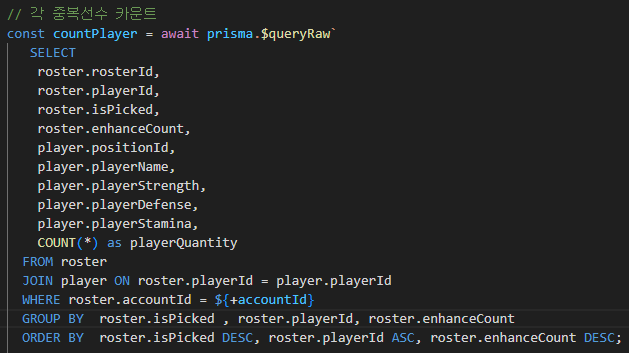 // 각 중복선수 카운트
const countPlayer = await prisma.$queryRaw`
SELECT
roster.rosterId,
roster.playerId,
roster.isPicked,
roster.enhanceCount,
player.positionId,
player.playerName,
player.playerStrength,
player.playerDefense,
player.playerStamina,
COUNT(*) as playerQuantity
FROM roster
JOIN player ON roster.playerId = player.playerId
WHERE roster.accountId = ${+accountId}
GROUP BY  roster.isPicked , roster.playerId, roster.enhanceCount
ORDER BY  roster.isPicked DESC, roster.playerId ASC, roster.enhanceCount DESC;